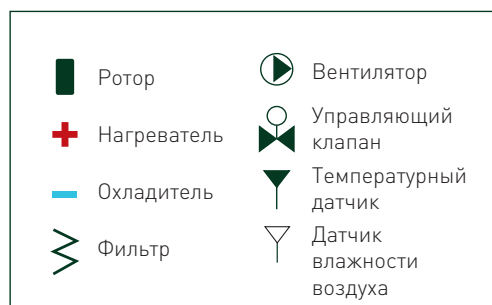 Ротор
Нагреватель
Охладитель
Фильтр
Вентилятор
Управляющий
клапан
Температурный
датчик
Датчик
влажности
воздуха